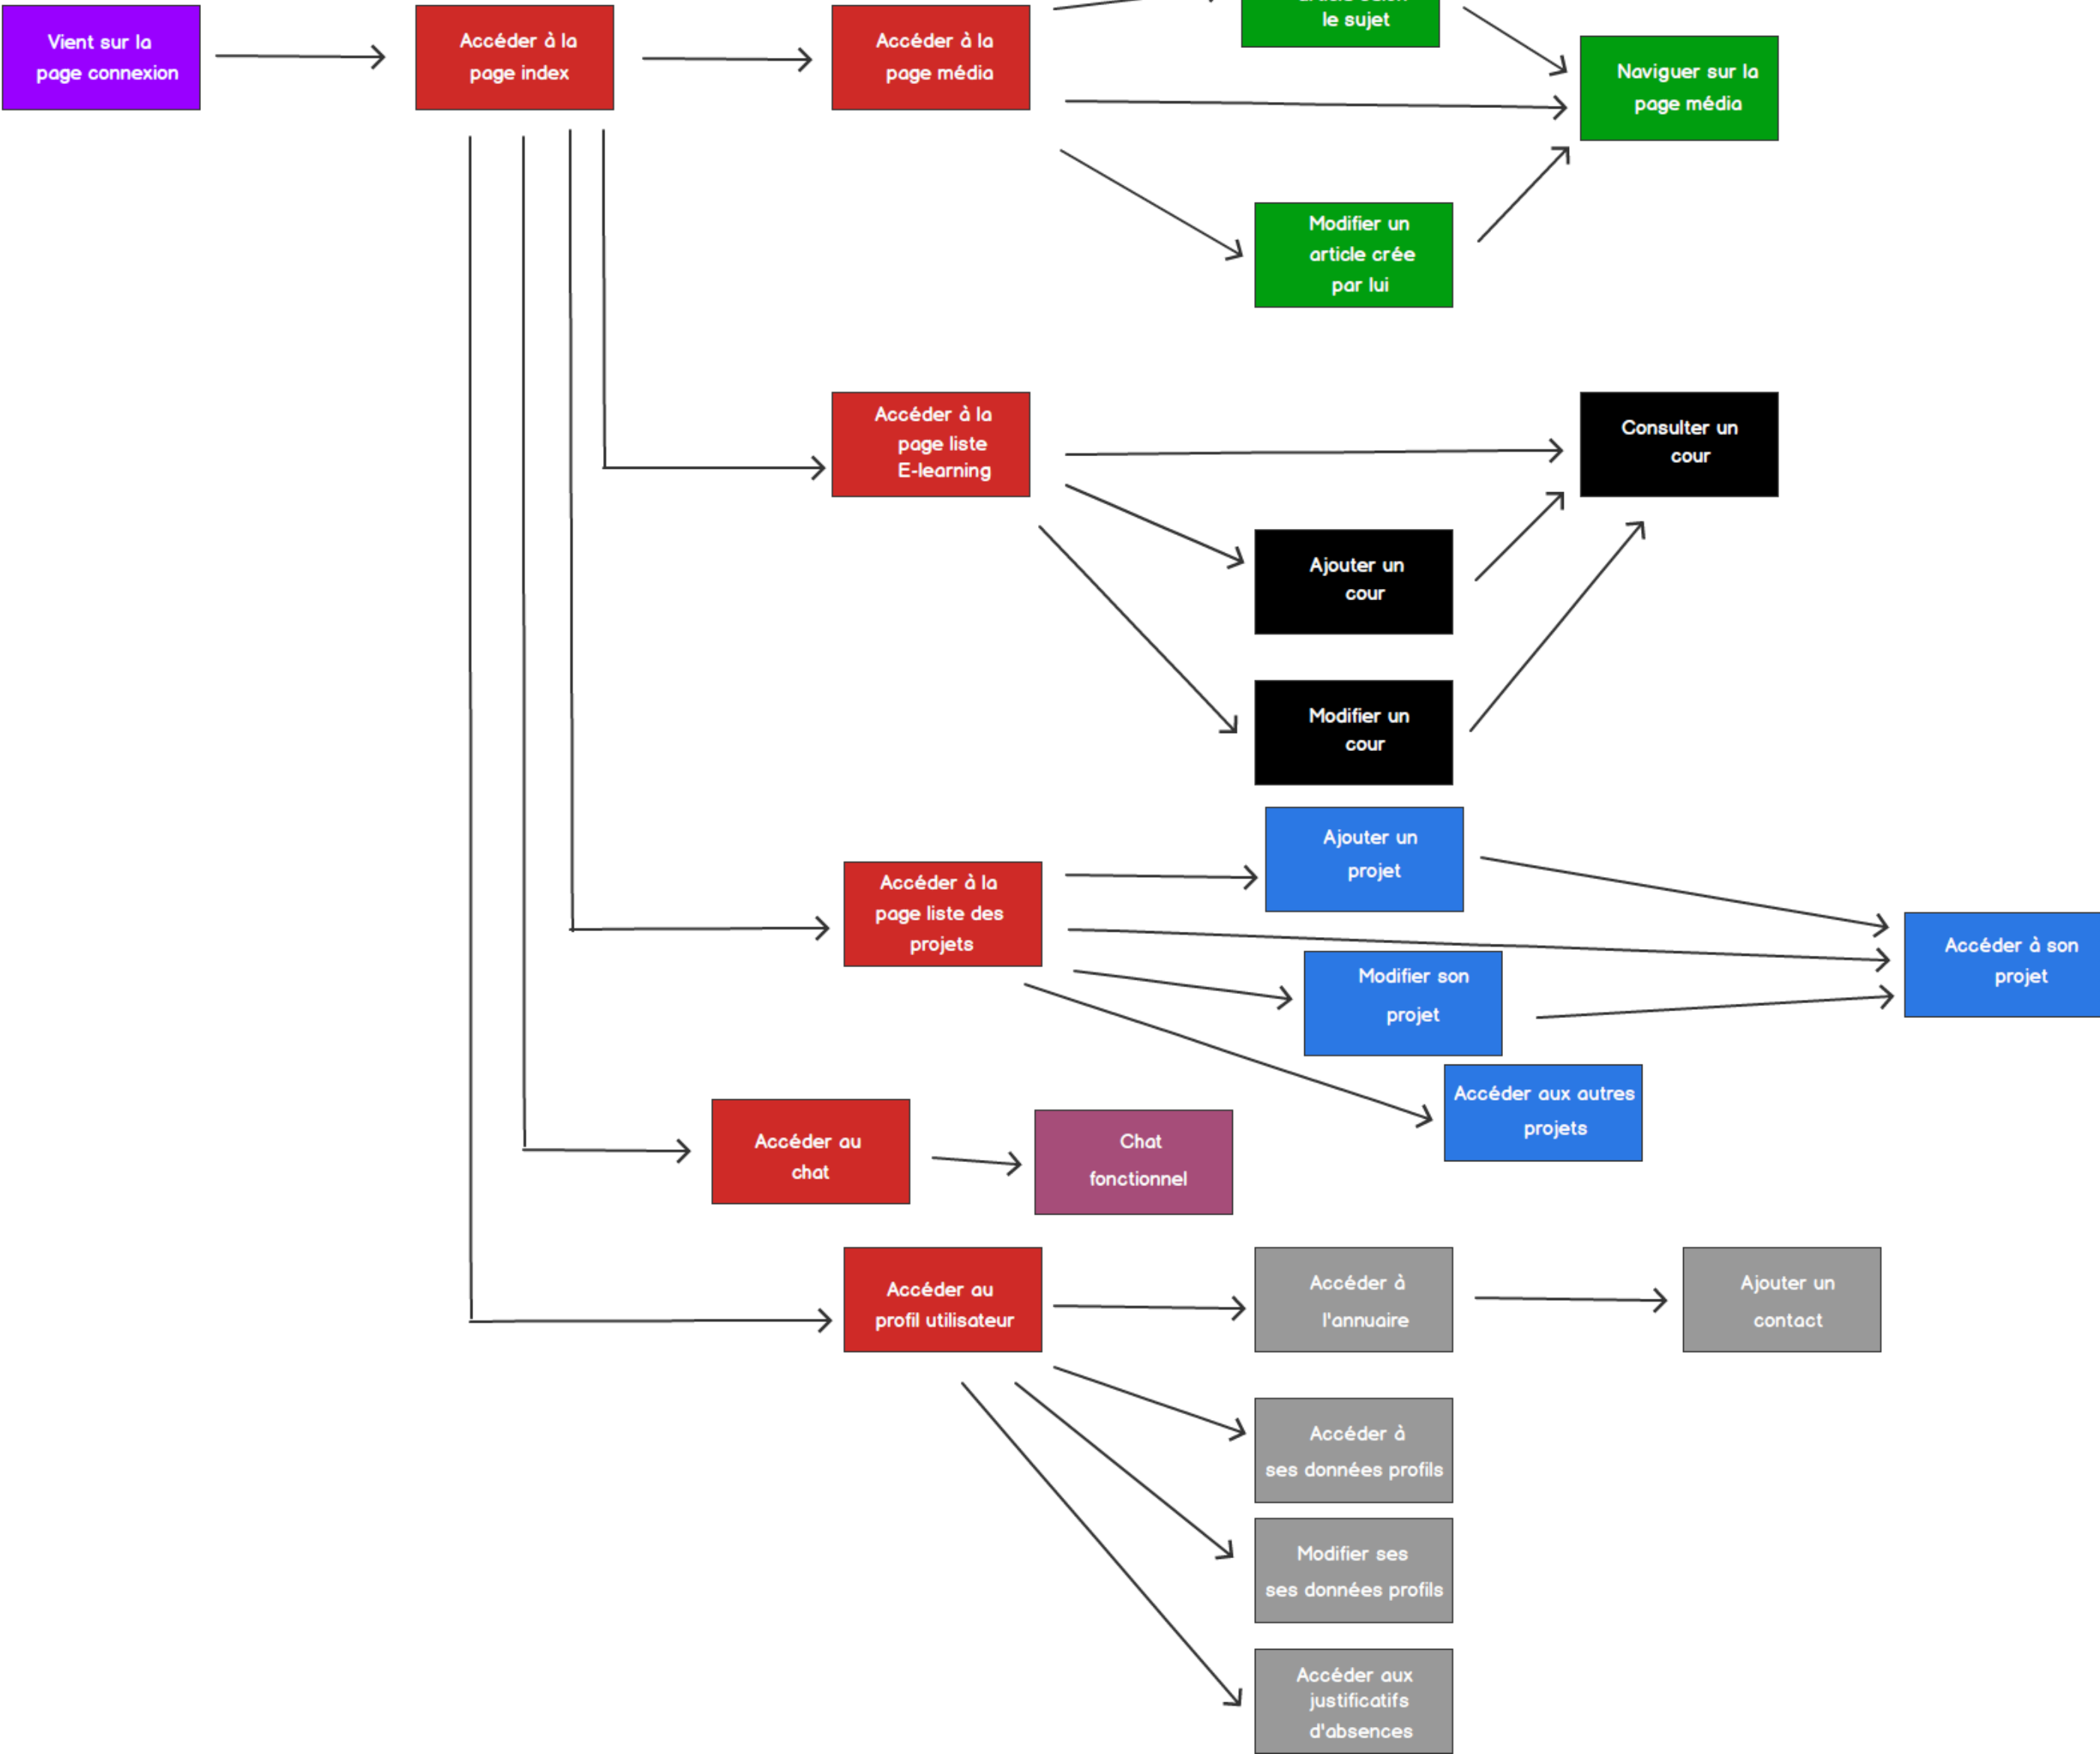 Vient sur la
page connexion
Accéder à la
page index
Accéder à la
page média
le sujet
Naviguer sur la
page média
Modifier un
article crée
par lui
Accéder à la
page liste
E-learning
Consulter un
cour
Ajouter un
cour
Modifier un
cour
Ajouter un
projet
Accéder à la
page liste des
projets
Accéder à son
projet
Modifier son
projet
Accéder aux autres
projets
Accéder au
chat
Chat
fonctionnel
Accéder au
profil utilisateur
Accéder à
l'annuaire
Ajouter un
contact
Accéder à
ses données profils
Modifier ses
ses données profils
Accéder aux
justificatifs
d'absences